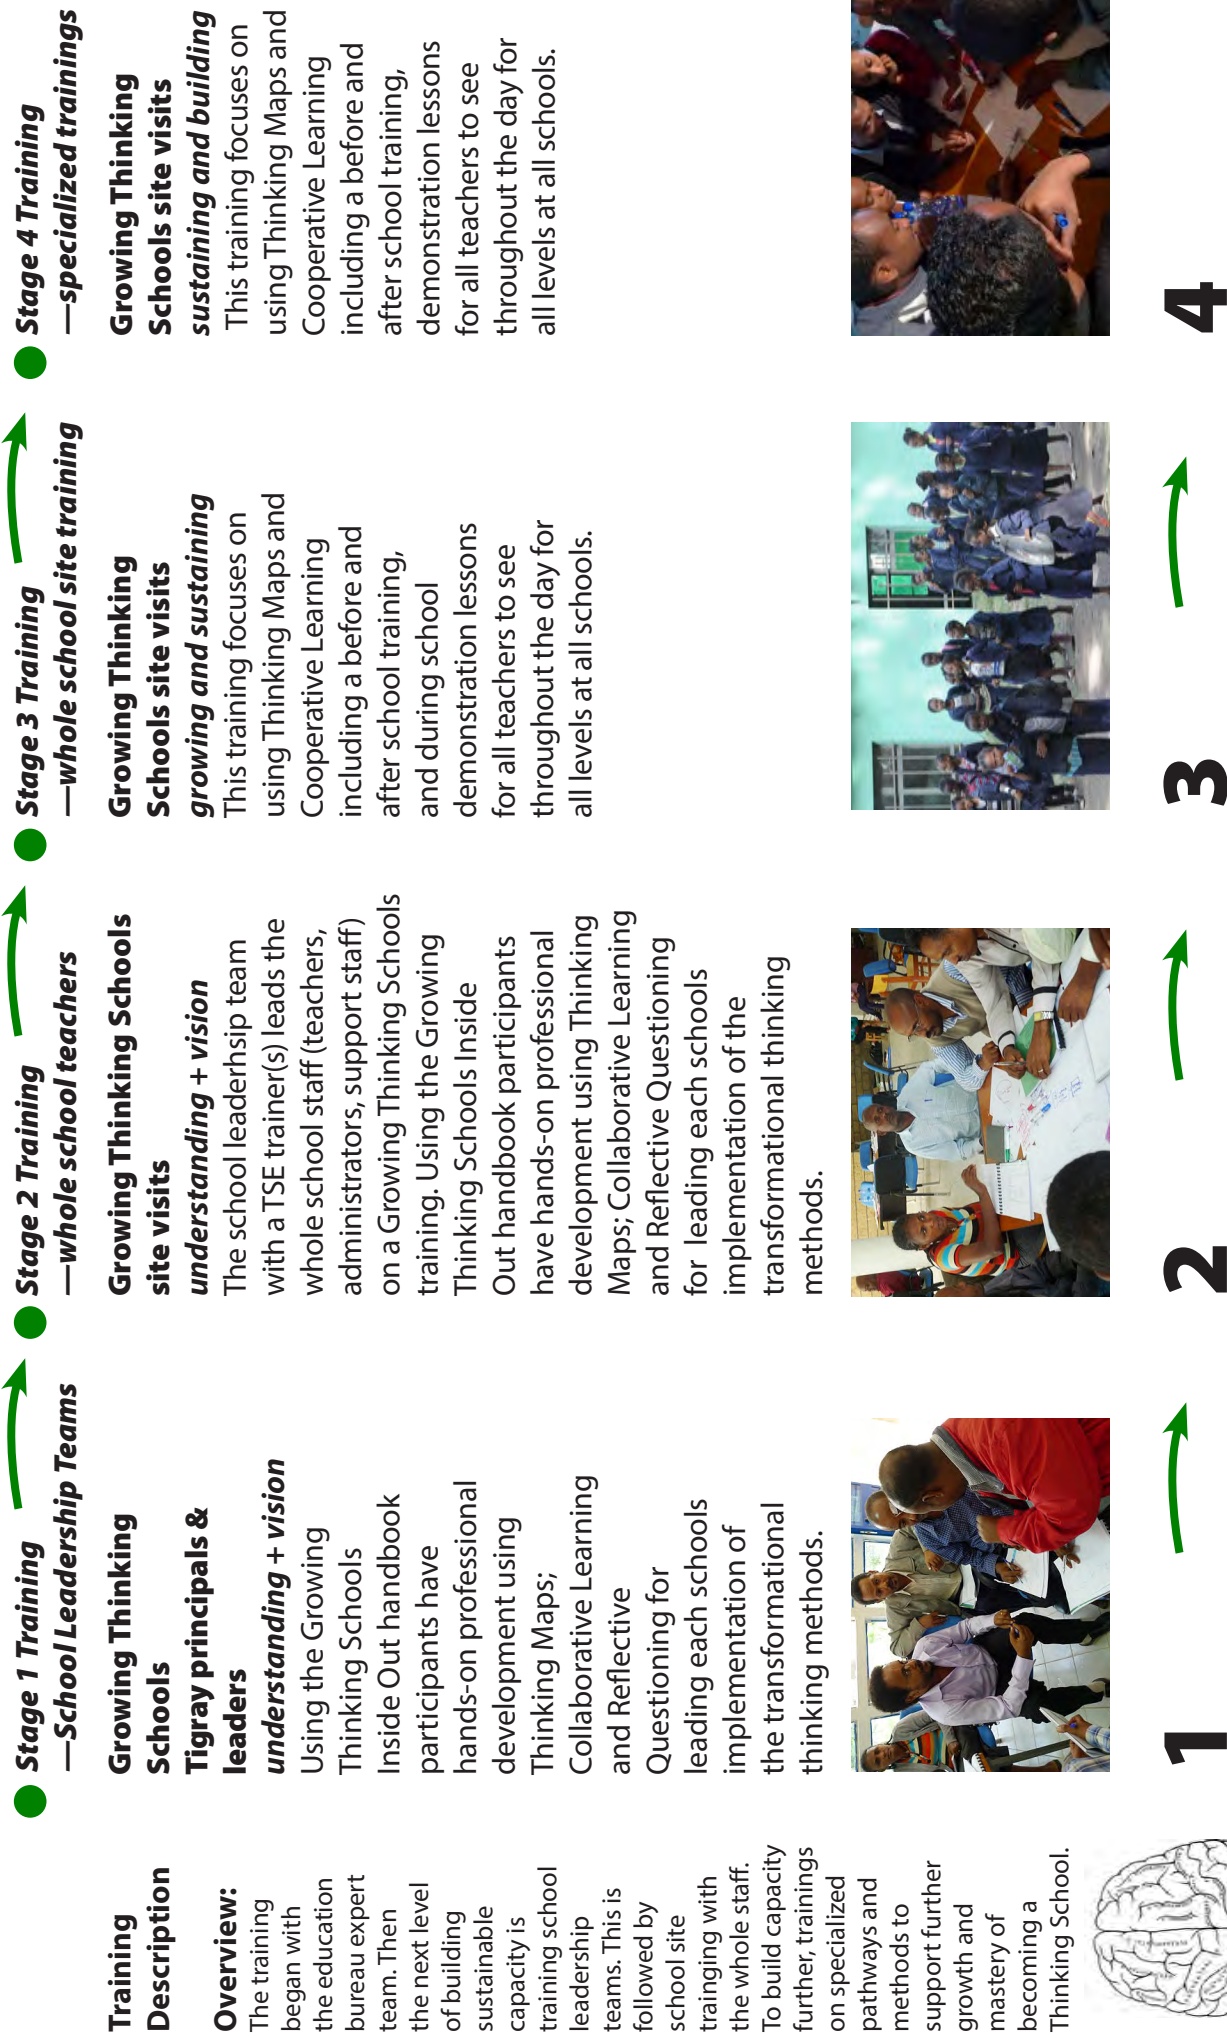 Training
Description
Overview:
The training
began with
the education
bureau expert
team. Then
the next level
of building
sustainable
capacity is
training school
leadership
teams. This is
followed by
school site
trainging with
the whole staff.
To build capacity
further, trainings
on specialized
pathways and
methods to
support further
growth and
mastery of
becoming a
Thinking School.
Stage 1 Training
—School Leadership Teams
Growing Thinking
Schools
Tigray principals &
leaders
understanding + vision
Using the Growing
Thinking Schools
Inside Out handbook
participants have
hands-on professional
development using
Thinking Maps;
Collaborative Learning
and Reflective
Questioning for
leading each schools
implementation of
the transformational
thinking methods.
1
Stage 2 Training
—whole school teachers
Growing Thinking Schools
site visits
understanding + vision
The school leaderhsip team
with a TSE trainer(s) leads the
whole school staff (teachers,
administrators, support staff)
on a Growing Thinking Schools
training. Using the Growing
Thinking Schools Inside
Out handbook participants
have hands-on professional
development using Thinking
Maps; Collaborative Learning
and Reflective Questioning
for leading each schools
implementation of the
transformational thinking
methods.
2
Stage 3 Training
—whole school site training
Growing Thinking
Schools site visits
growing and sustaining
This training focuses on
using Thinking Maps and
Cooperative Learning
including a before and
after school training,
and during school
demonstration lessons
for all teachers to see
throughout the day for
all levels at all schools.
3
Stage 4 Training
—specialized trainings
Growing Thinking
Schools site visits
sustaining and building
This training focuses on
using Thinking Maps and
Cooperative Learning
including a before and
after school training,
demonstration lessons
for all teachers to see
throughout the day for
all levels at all schools.
4